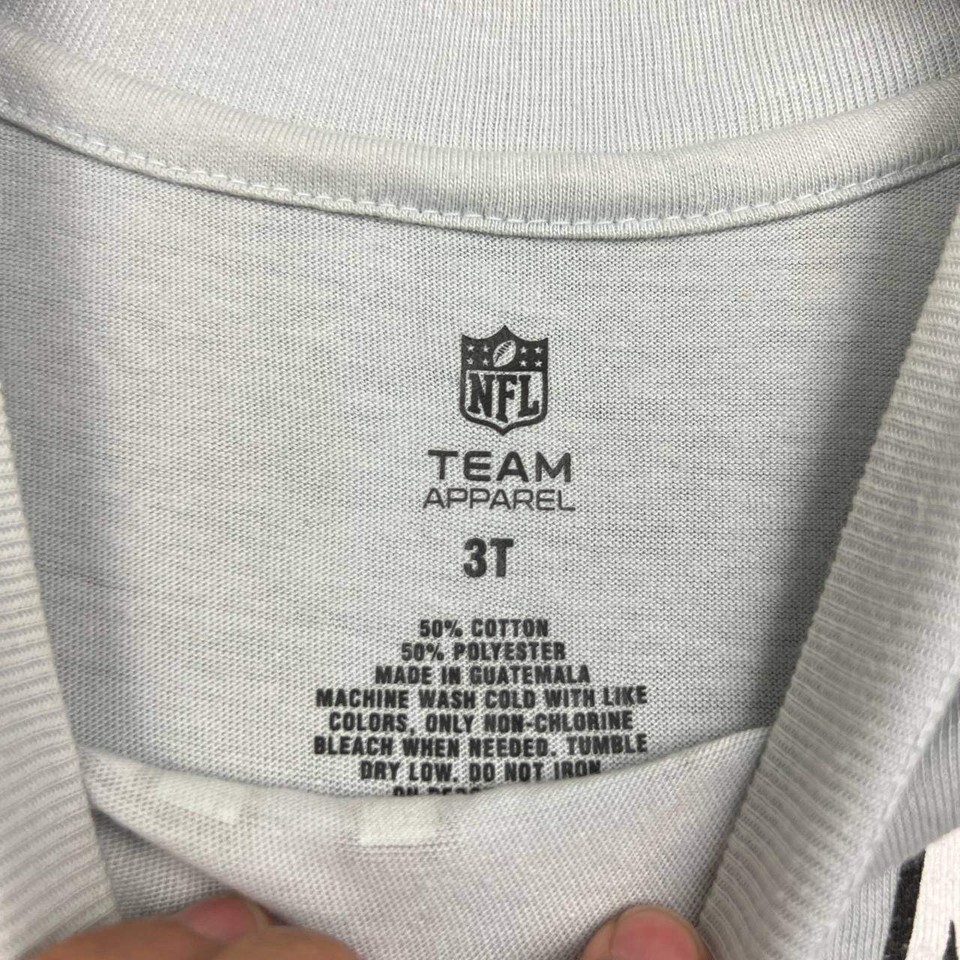 NFL
TEAM
APPAREL
3T
50% COTTON
50% POLYESTER
MADE IN GUATEMALA
MACHINE WASH COLD WITH LIKE
COLORS, ONLY NON-CHLORINE
BLEACH WHEN NEEDED. TUMBLE
DRY LOW. DO NOT IRON